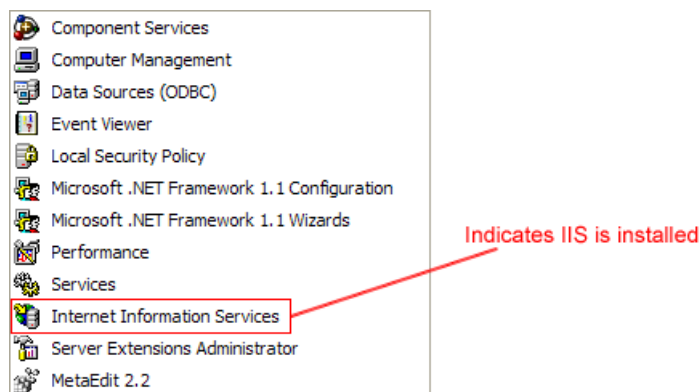 Component Services
Computer Management
Data Sources (ODBC)
Event Viewer
Local Security Policy
Microsoft .NET Framework 1.1 Configuration
Microsoft .NET Framework 1.1 Wizards
Performance
Indicates IIS is installed
Services
Internet Information Services
Server Extensions Administrator
MetaEdit 2.2